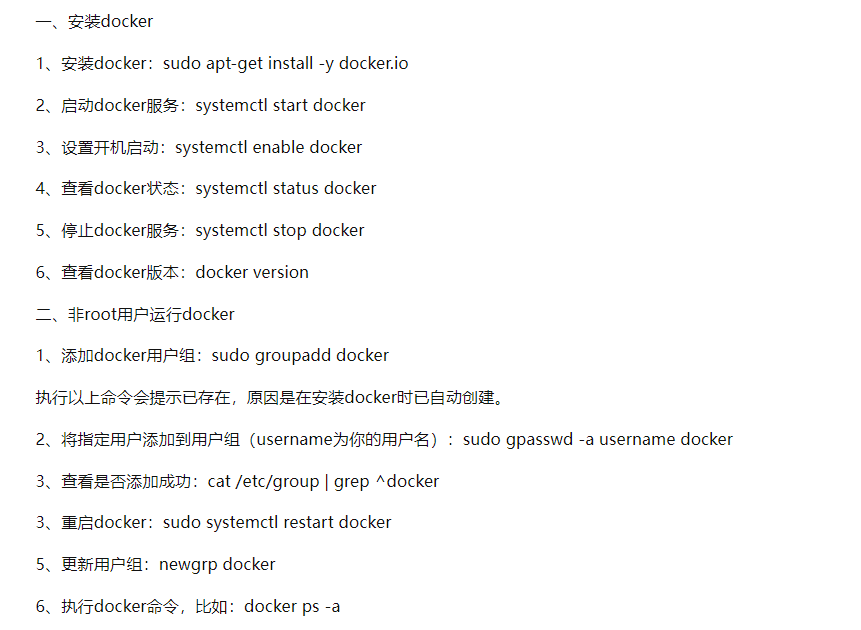 一、安装docker
1、安装docker：sudo apt-get install -y docker.io
2、启动docker服务：systemctl start docker
3、设置开机启动：systemctl enable docker
4、查看docker状态：systemctl status docker
5、停止docker服务：systemctl stop docker
6、查看docker版本：docker version
二、非root用户运行docker
1、添加docker用户组：sudo groupadd docker
执行以上命令会提示已存在，原因是在安装docker时已自动创建。
2、将指定用户添加到用户组（username为你的用户名）：sudo gpasswd -a username docker
3、查看是否添加成功：cat /etc/group | grep ^docker
3、重启docker：sudo systemctl restart docker
5、更新用户组：newgrp docker
6、执行docker命令，比如：docker ps -a